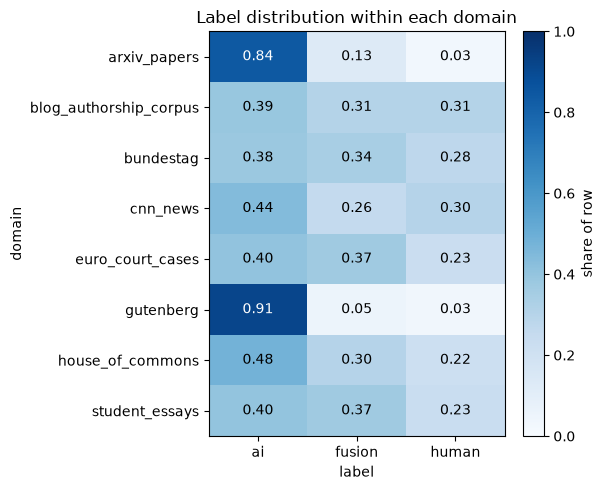 Label distribution within each domain
domain
arxiv_papers 0.84 0.13 0.03
blog_authorship_corpus 0.39 0.31 0.31
bundestag 0.38 0.34 0.28
cnn_news 0.44 0.26 0.30
euro_court_cases 0.40 0.37 0.23
gutenberg 0.91 0.05 0.03
house_of_commons 0.48 0.30 0.22
student_essays 0.40 0.37 0.23
ai fusion human
label
1.0
0.8
0.6
0.4
0.2
0.0
share of row